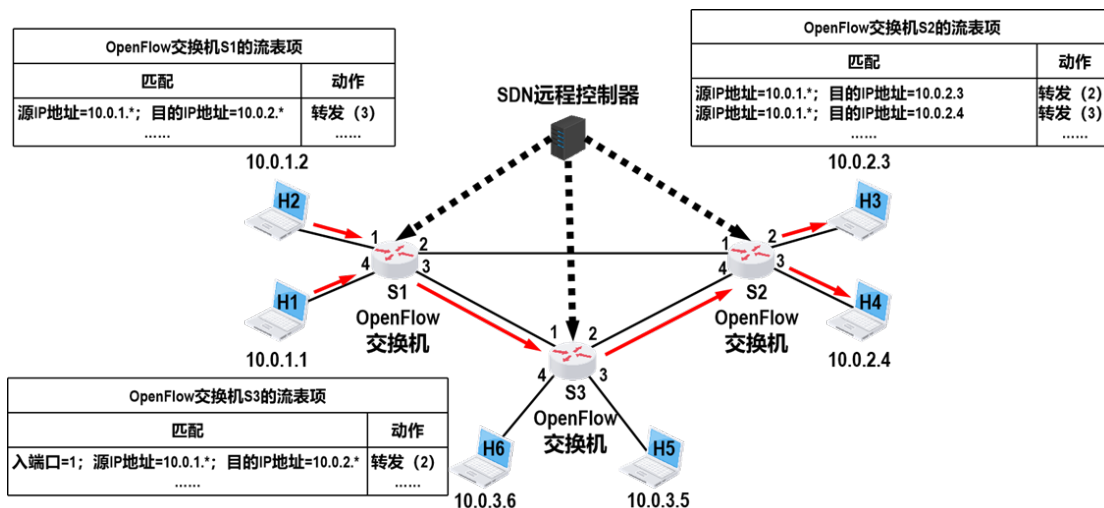 OpenFlow交换机S1的流表项
匹配 动作
源IP地址=10.0.1.*；目的IP地址=10.0.2.* 转发（3）
…… ……
OpenFlow交换机S2的流表项
匹配 动作
源IP地址=10.0.1.*；目的IP地址=10.0.2.3 转发（2）
源IP地址=10.0.1.*；目的IP地址=10.0.2.4 转发（3）
…… ……
SDN远程控制器
10.0.1.2
H2
10.0.2.3
H3
1 2
4 3
S1
OpenFlow
交换机
H1
10.0.1.1
1 2
4 3
S2
OpenFlow
交换机
H4
10.0.2.4
1 2
4 3
S3
OpenFlow
交换机
H6
10.0.3.6
H5
10.0.3.5
OpenFlow交换机S3的流表项
匹配 动作
入端口=1；源IP地址=10.0.1.*；目的IP地址=10.0.2.* 转发（2）
…… ……